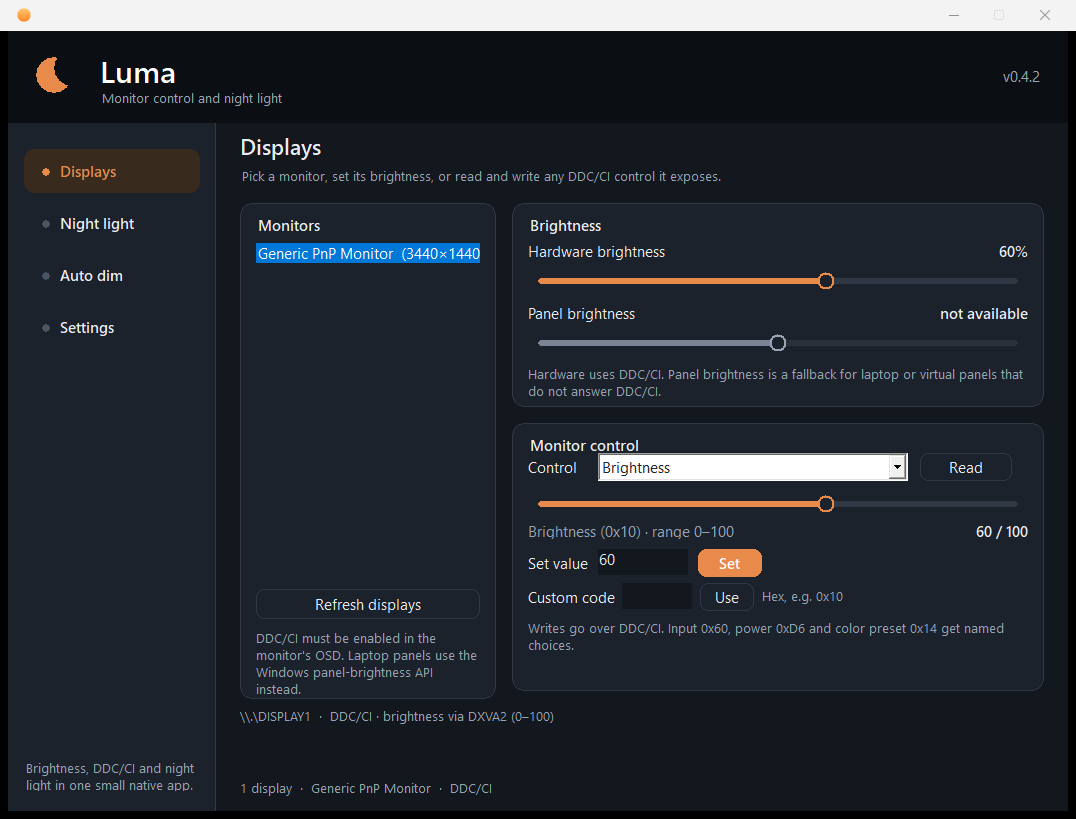 Luma
Monitor control and night light
v0.4.2
Displays
Night light
Auto dim
Settings
Brightness, DDC/CI and night
light in one small native app.
Displays
Pick a monitor, set its brightness, or read and write any DDC/CI control it exposes.
Monitors
Generic PnP Monitor (3440×1440
Refresh displays
DDC/CI must be enabled in the
monitor's OSD. Laptop panels use the
Windows panel-brightness API
instead.
Brightness
Hardware brightness 60%
Panel brightness not available
Hardware uses DDC/CI. Panel brightness is a fallback for laptop or virtual panels that
do not answer DDC/CI.
Monitor control
Control Brightness Read
Brightness (0x10) · range 0–100 60 / 100
Set value 60 Set
Custom code Use Hex, e.g. 0x10
Writes go over DDC/CI. Input 0x60, power 0xD6 and color preset 0x14 get named
choices.
\\.\DISPLAY1 · DDC/CI · brightness via DXVA2 (0–100)
1 display · Generic PnP Monitor · DDC/CI